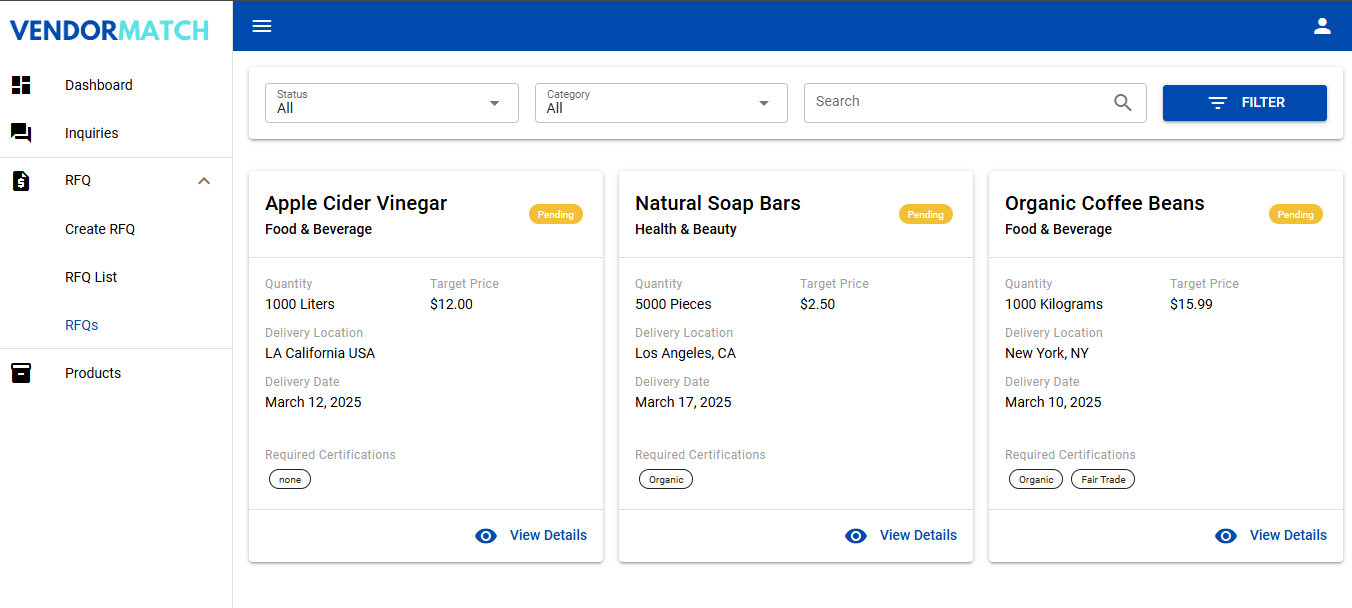 VENDORMATCH
Dashboard
Inquiries
RFQ
Create RFQ
RFQ List
RFQs
Products
Status
All
Category
All
Search
FILTER
Apple Cider Vinegar
Food & Beverage
Pending
Quantity
1000 Liters
Target Price
$12.00
Delivery Location
LA California USA
Delivery Date
March 12, 2025
Required Certifications
none
View Details
Natural Soap Bars
Health & Beauty
Pending
Quantity
5000 Pieces
Target Price
$2.50
Delivery Location
Los Angeles, CA
Delivery Date
March 17, 2025
Required Certifications
Organic
View Details
Organic Coffee Beans
Food & Beverage
Pending
Quantity
1000 Kilograms
Target Price
$15.99
Delivery Location
New York, NY
Delivery Date
March 10, 2025
Required Certifications
Organic Fair Trade
View Details